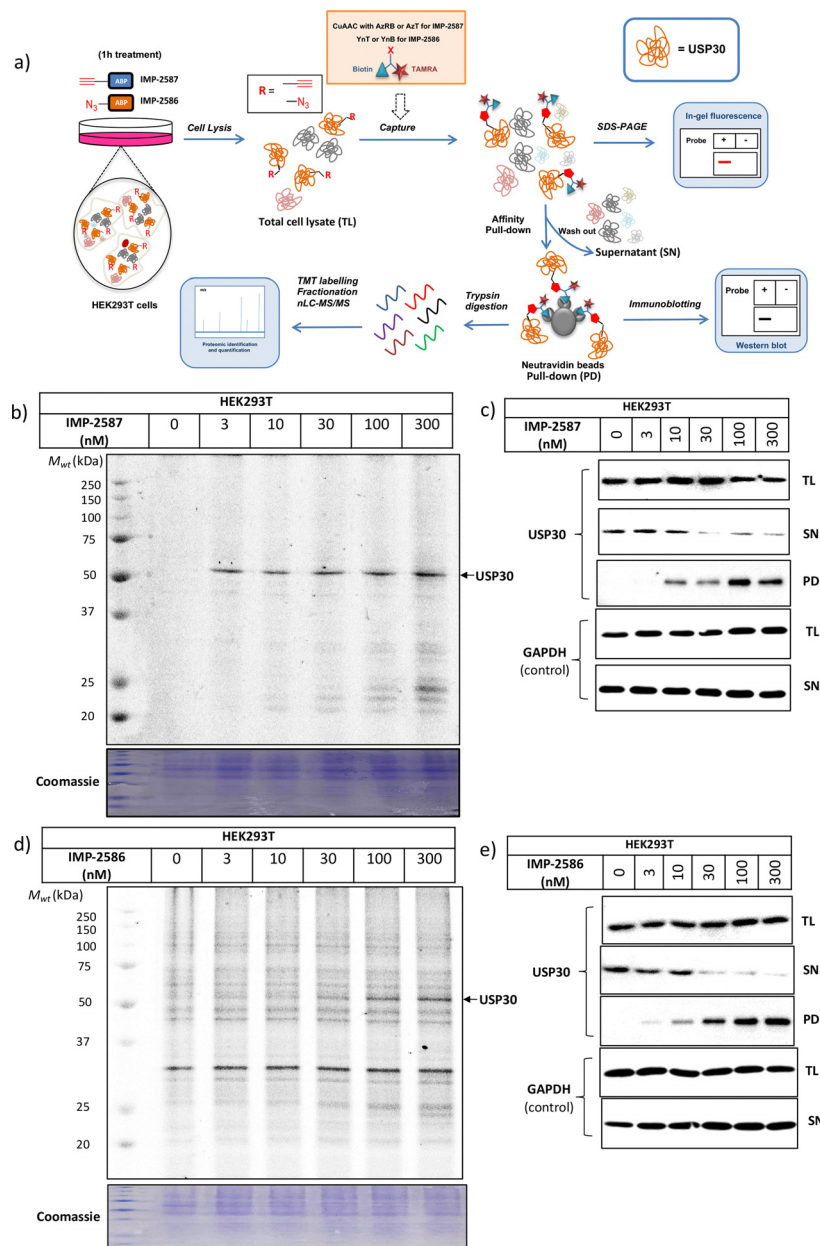 a)
(1h treatment)
ABP
IMP-2587
N₃
ABP
IMP-2586
HEK293T cells
Cell Lysis
R =
N₃
R
R
R
Total cell lysate (TL)
CuAAC with AzRB or AzT for IMP-2587
YnT or YnB for IMP-2586
X
Biotin
TAMRA
Capture
= USP30
SDS-PAGE
In-gel fluorescence
Probe
+
-
Affinity
Pull-down
Wash out
Supernatant (SN)
Immunoblotting
Probe
+
-
Western blot
Neutravidin beads
Pull-down (PD)
Trypsin
digestion
TMT labelling
Fractionation
nLC-MS/MS
m/z
Proteomic identification
and quantification
b)
HEK293T
IMP-2587
(nM)
0 3 10 30 100 300
Mwt (kDa)
250
150
100
75
50
37
25
20
USP30
Coomassie
c)
HEK293T
IMP-2587
(nM)
0 3 10 30 100 300
USP30
TL
SN
PD
GAPDH
(control)
TL
SN
d)
HEK293T
IMP-2586
(nM)
0 3 10 30 100 300
Mwt (kDa)
250
150
100
75
50
37
25
20
USP30
Coomassie
e)
HEK293T
IMP-2586
(nM)
0 3 10 30 100 300
USP30
TL
SN
PD
GAPDH
(control)
TL
SN